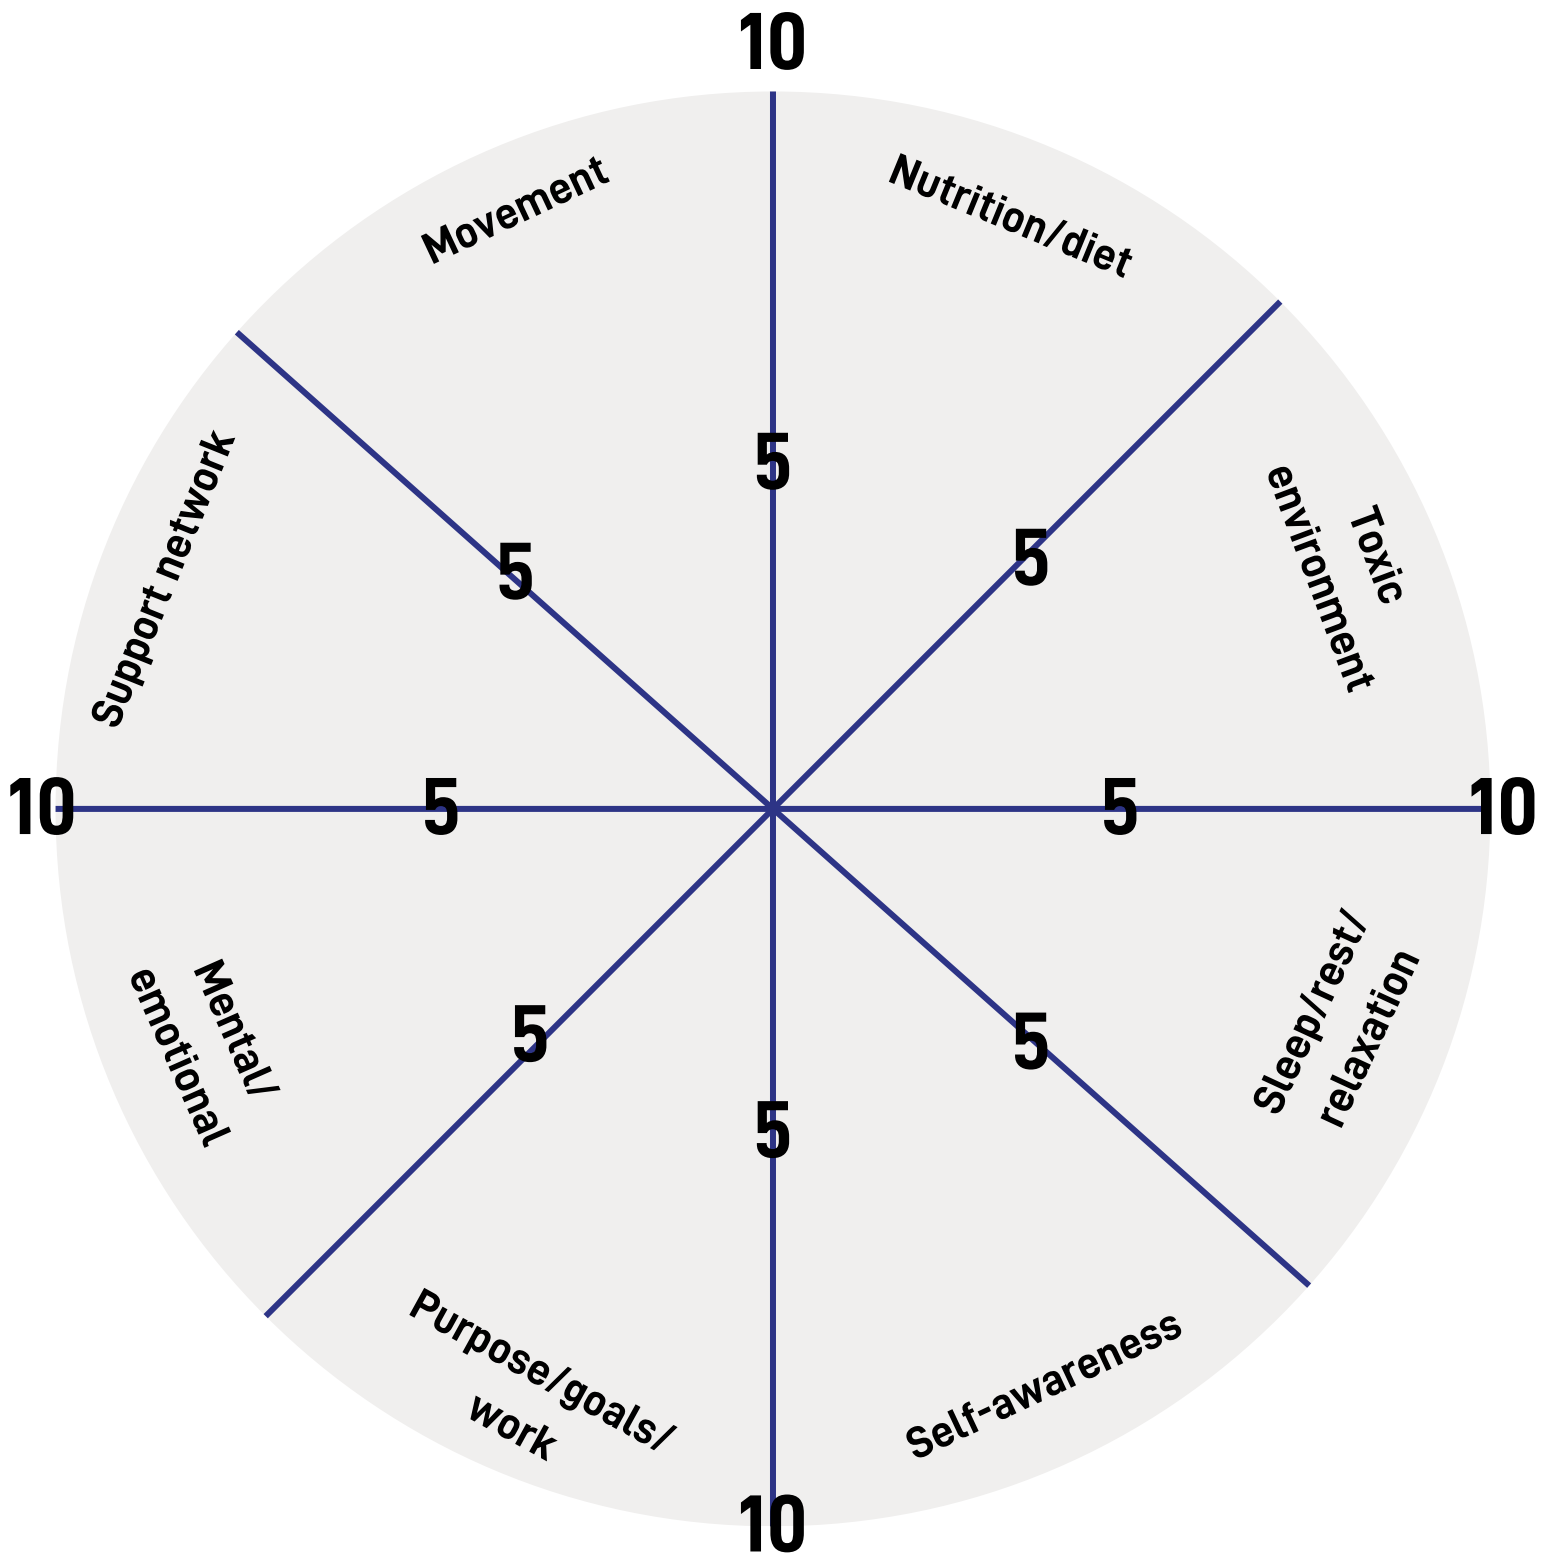 10
Movement
Nutrition/diet
5
Support network
Toxic
environment
5
5
10
5
5
10
Mental/
emotional
Sleep/rest/
relaxation
5
5
5
Purpose/goals/
work
Self-awareness
10